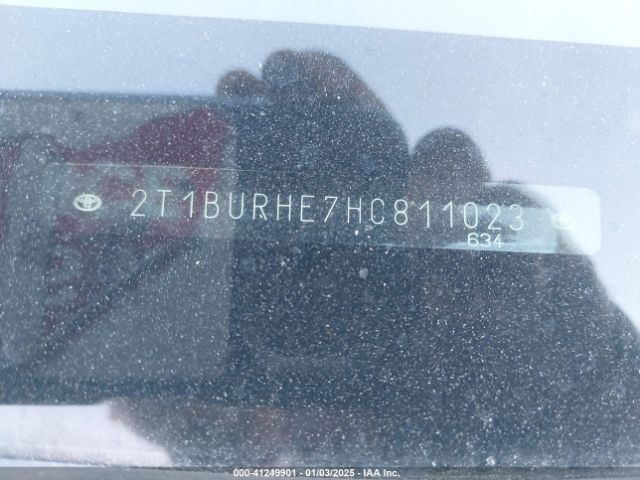 2T1BURHE7HC811023
634
000-41249901 - 01/03/2025 - IAA Inc.